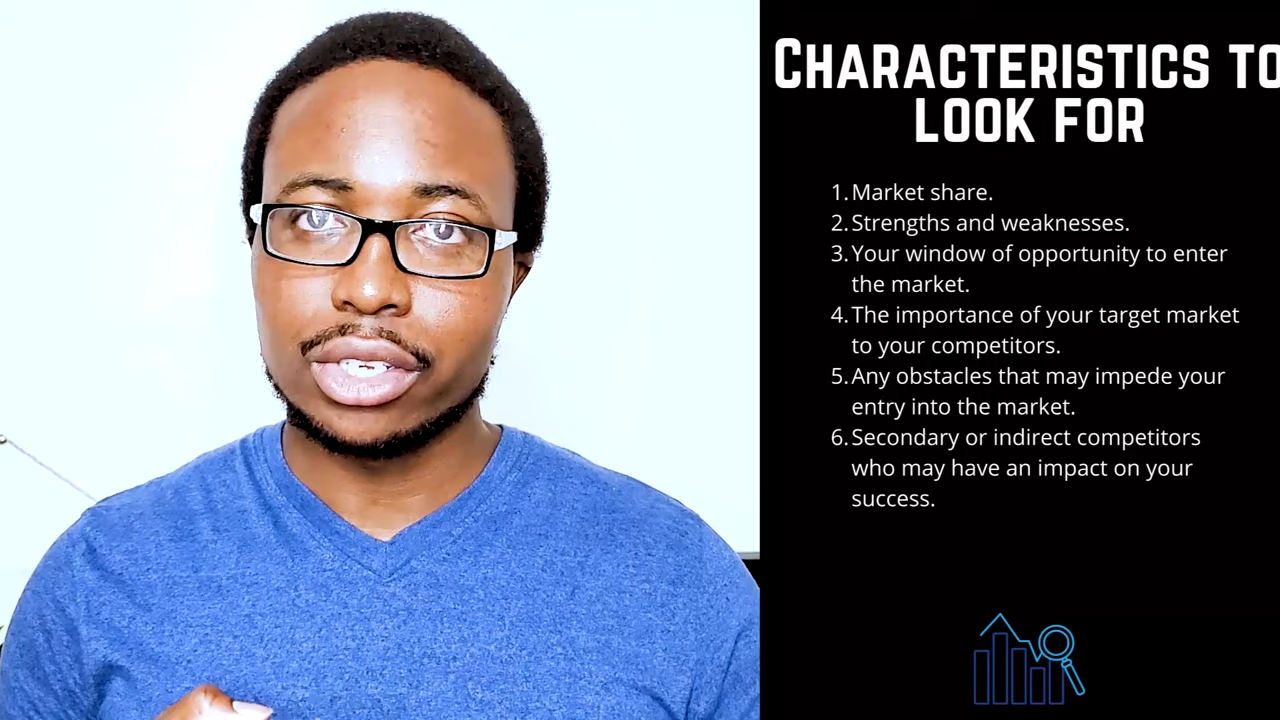 CHARACTERISTICS TO
LOOK FOR
1. Market share.
2. Strengths and weaknesses.
3. Your window of opportunity to enter
the market.
4. The importance of your target market
to your competitors.
5. Any obstacles that may impede your
entry into the market.
6. Secondary or indirect competitors
who may have an impact on your
success.